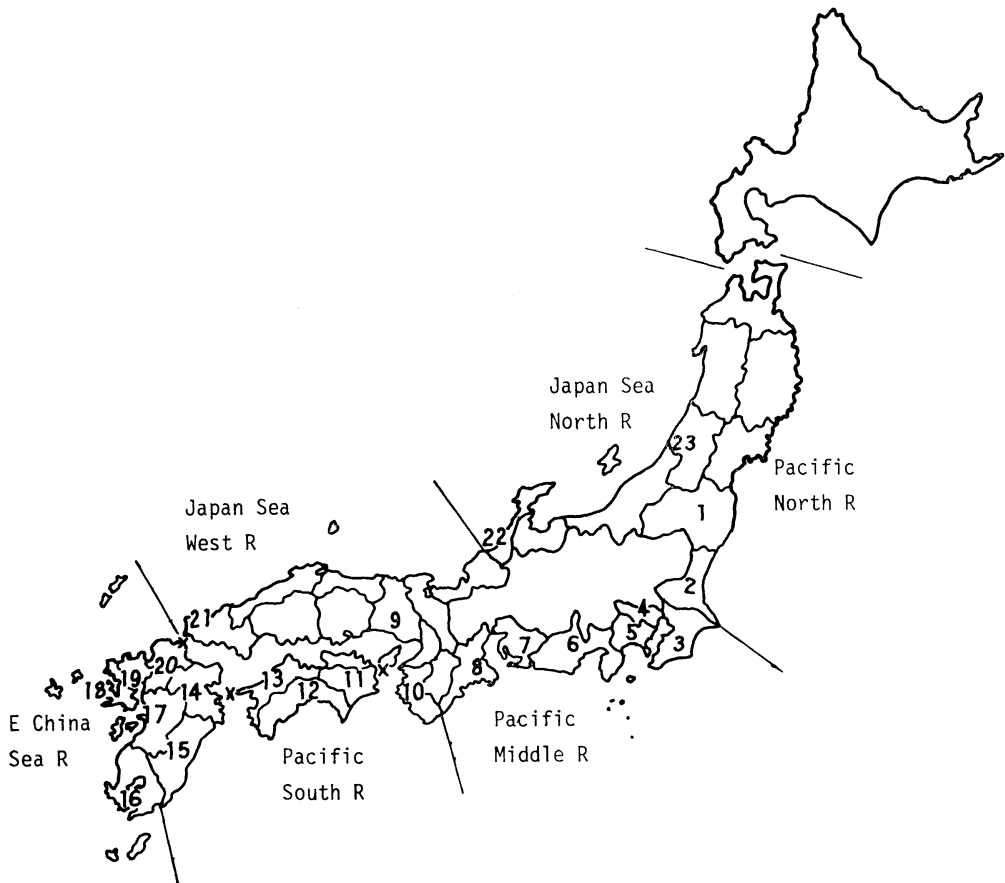 Japan Sea
North R
23
Pacific
North R
1
Japan Sea
West R
22
2
21
9
4
5
3
7
6
20
19
18
13
11
8
14
12
10
17
E China
Sea R
15
Pacific
South R
Pacific
Middle R
16